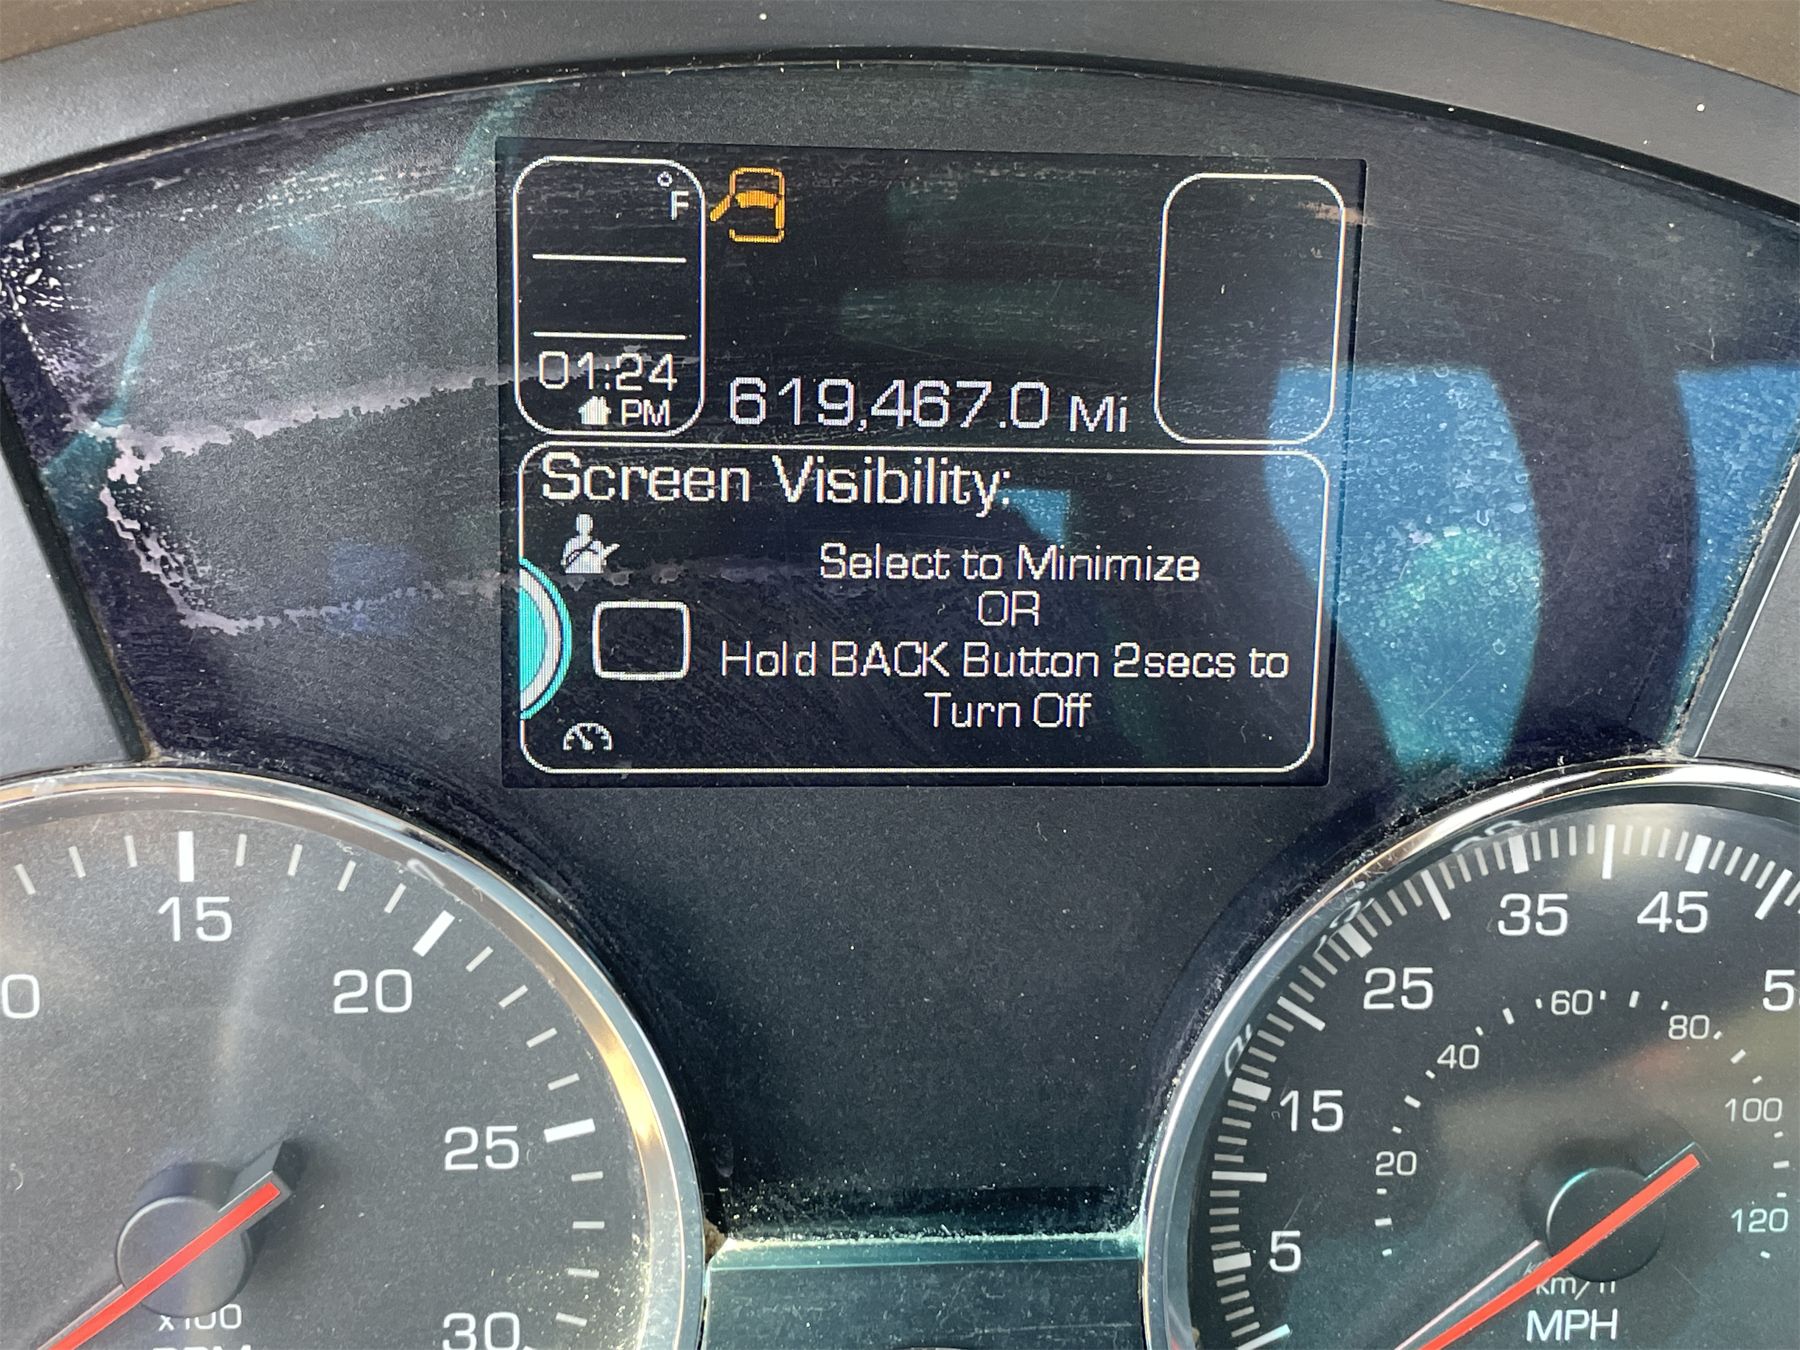 °F
01:24
PM
619,467.0 Mi
Screen Visibility:
Select to Minimize
OR
Hold BACK Button 2secs to
Turn Off
15
20
25
30
x100
5
15
25
35
45
20
40
60
80
100
120
km/h
MPH